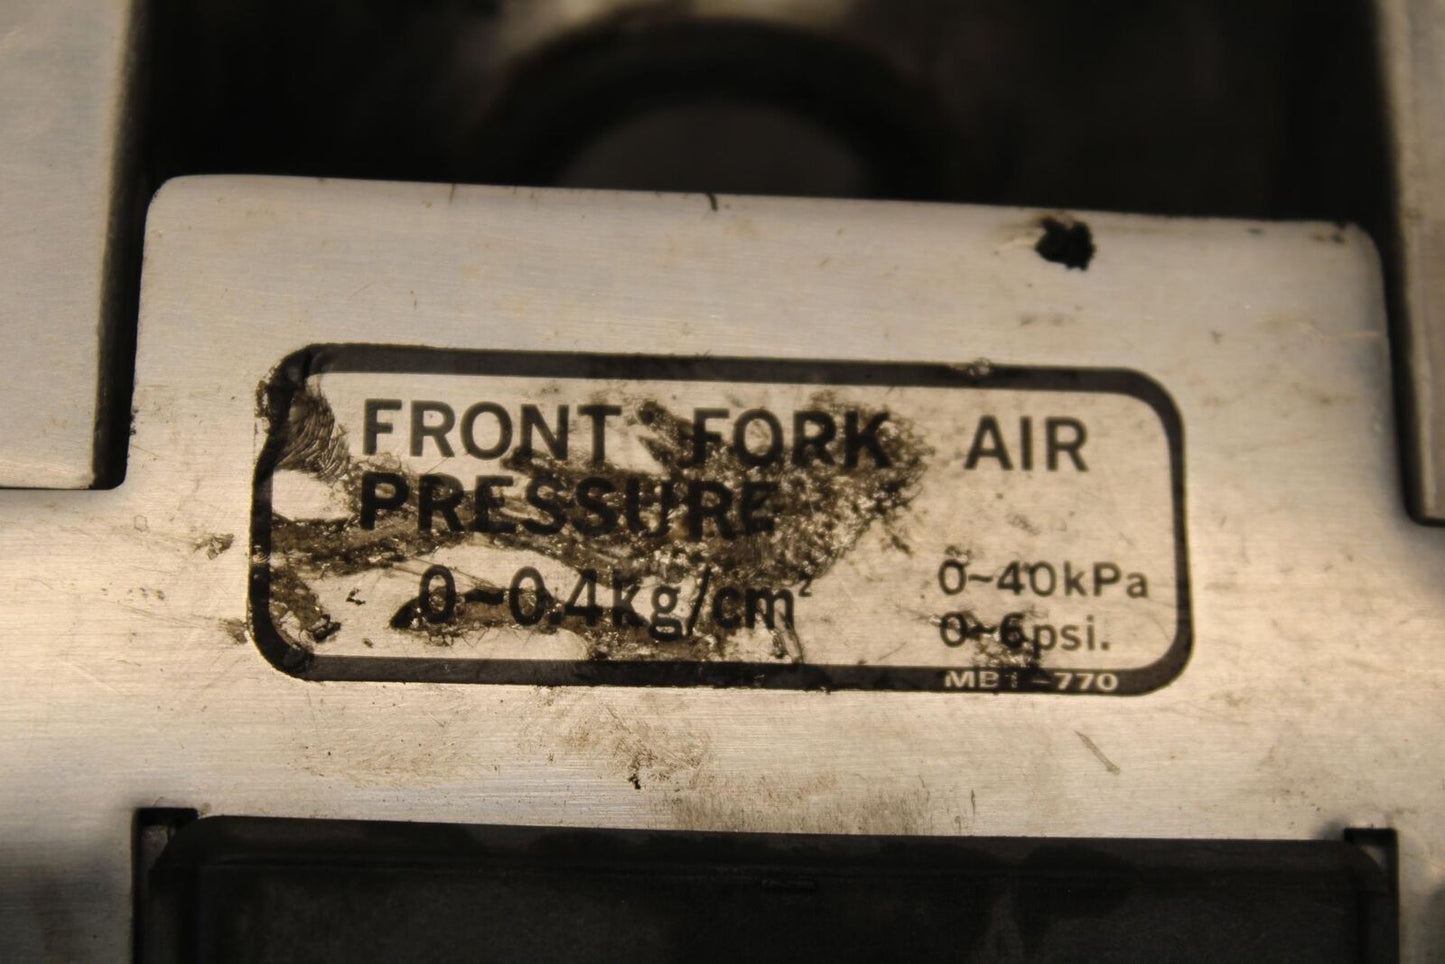 FRONT FORK AIR
PRESSURE
0~0.4kg/cm²
0~40kPa
0~6psi.
MB1-770